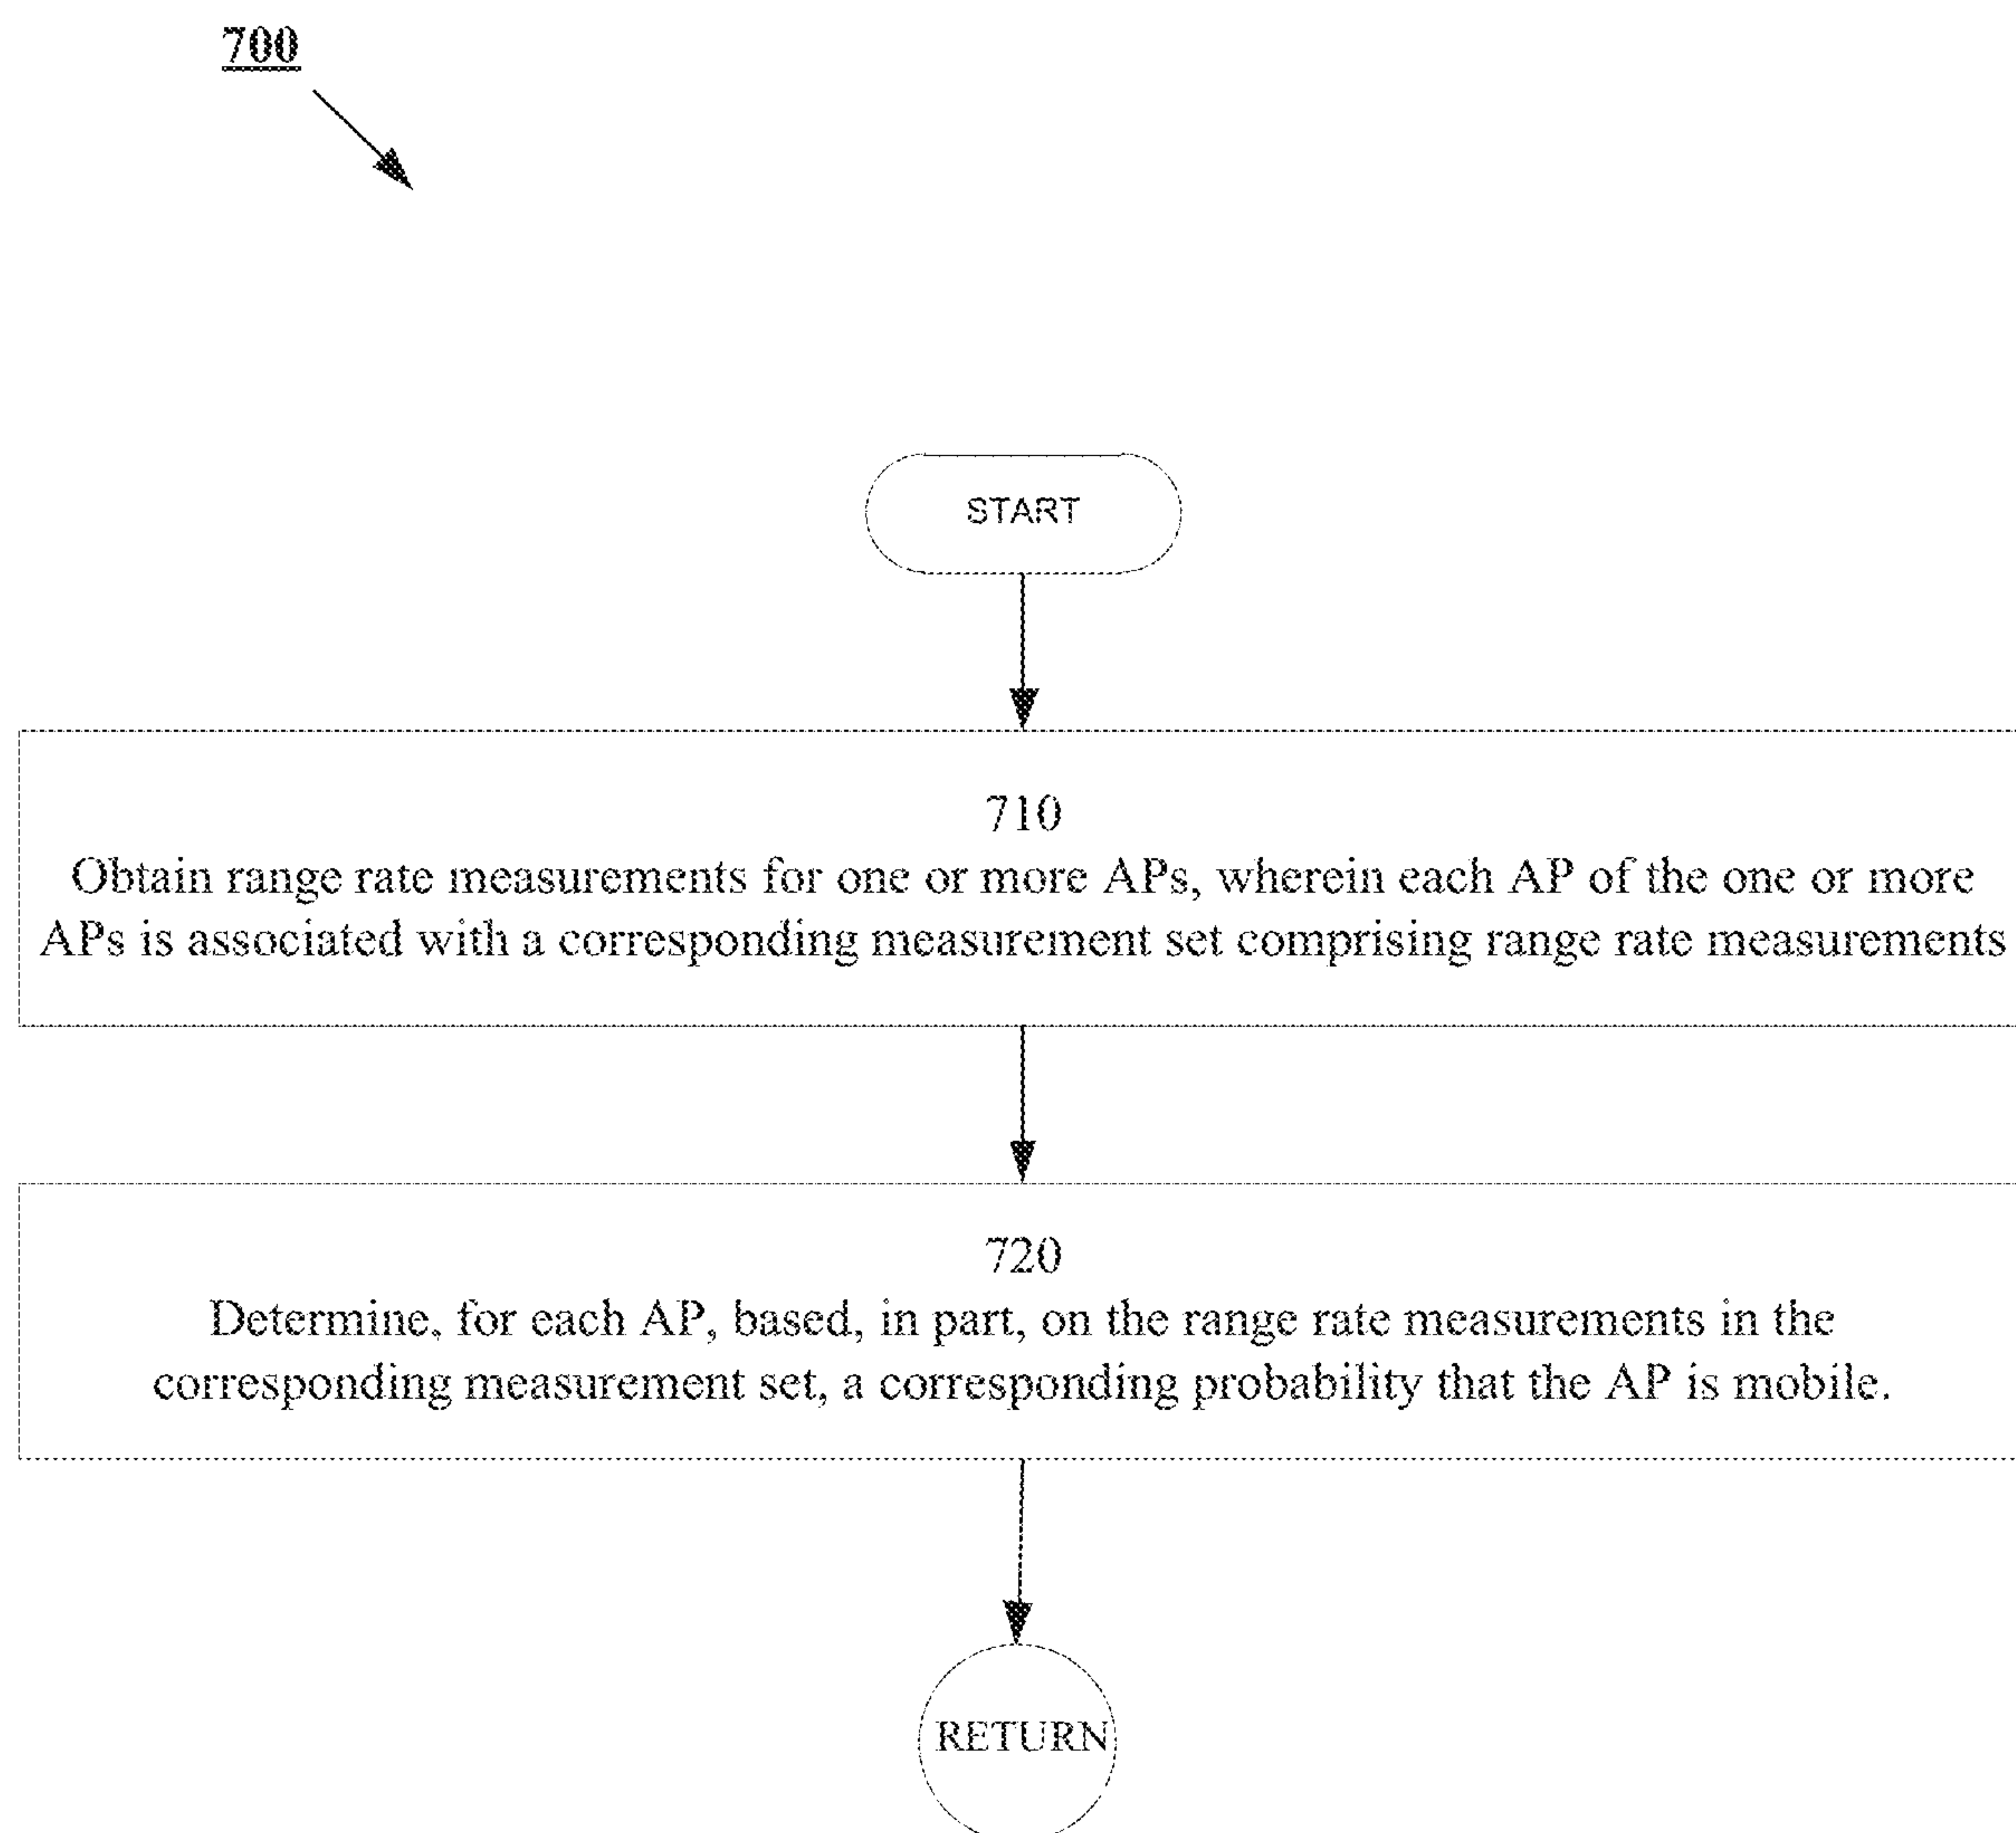 700
START
710
Obtain range rate measurements for one or more APs, wherein each AP of the one or more
APs is associated with a corresponding measurement set comprising range rate measurements
720
Determine, for each AP, based, in part, on the range rate measurements in the
corresponding measurement set, a corresponding probability that the AP is mobile.
RETURN